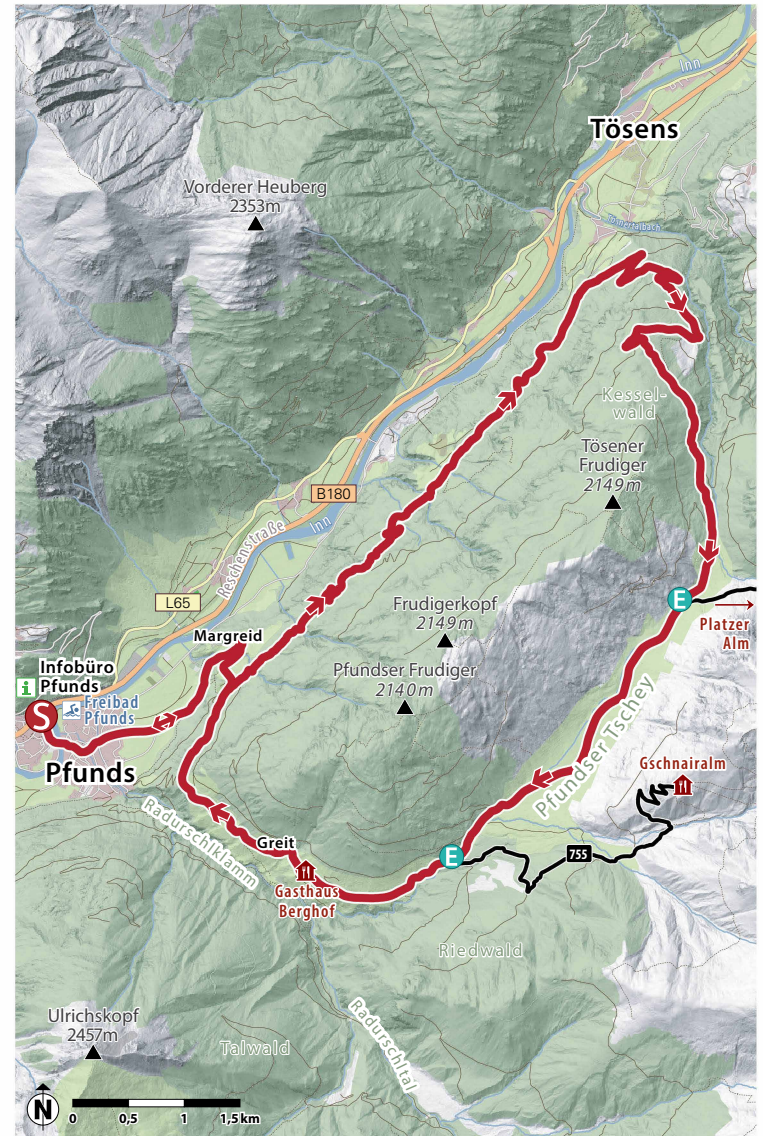 Inn
Tösens
Tösnertalbach
Vorderer Heuberg
2353m
Kessel-
wald
Tösener
Frudiger
2149m
B180
Reschenstraße
Inn
L65
E
Frudigerkopf
2149m
Platzer
Alm
Margreid
Infobüro
Pfunds
i
Freibad
Pfunds
S
Pfundser Frudiger
2140m
Pfunds
Pfundser Tschey
Gschnairalm
Radurschlklamm
Greit
E
755
Gasthaus
Berghof
Riedwald
Radurschltal
Ulrichskopf
2457m
Talwald
N
0 0,5 1 1,5km